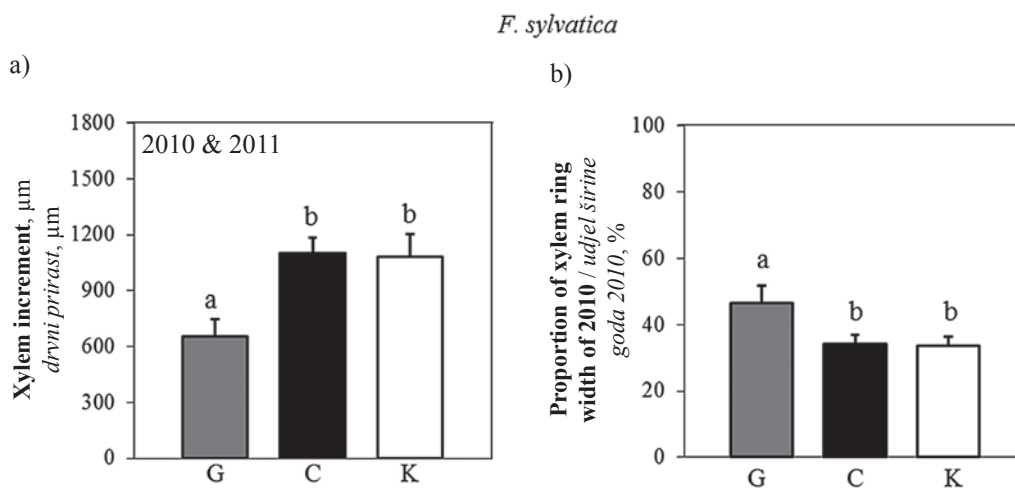 F. sylvatica
a)
2010 & 2011
Xylem increment, μm
drvni prirast, μm
1800
1500
1200
900
600
300
0
a
b
b
G
C
K
b)
Proportion of xylem ring
width of 2010 / udjel širine
goda 2010, %
100
80
60
40
20
0
a
b
b
G
C
K